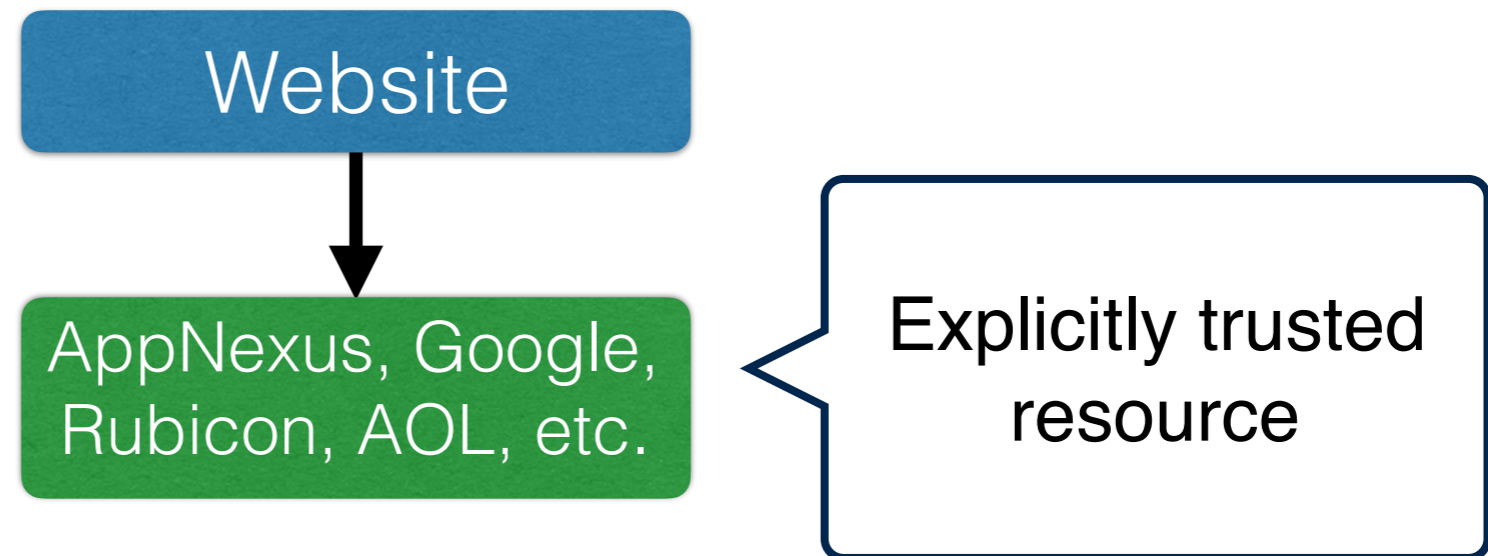 Website
AppNexus, Google,
Rubicon, AOL, etc.
Explicitly trusted
resource